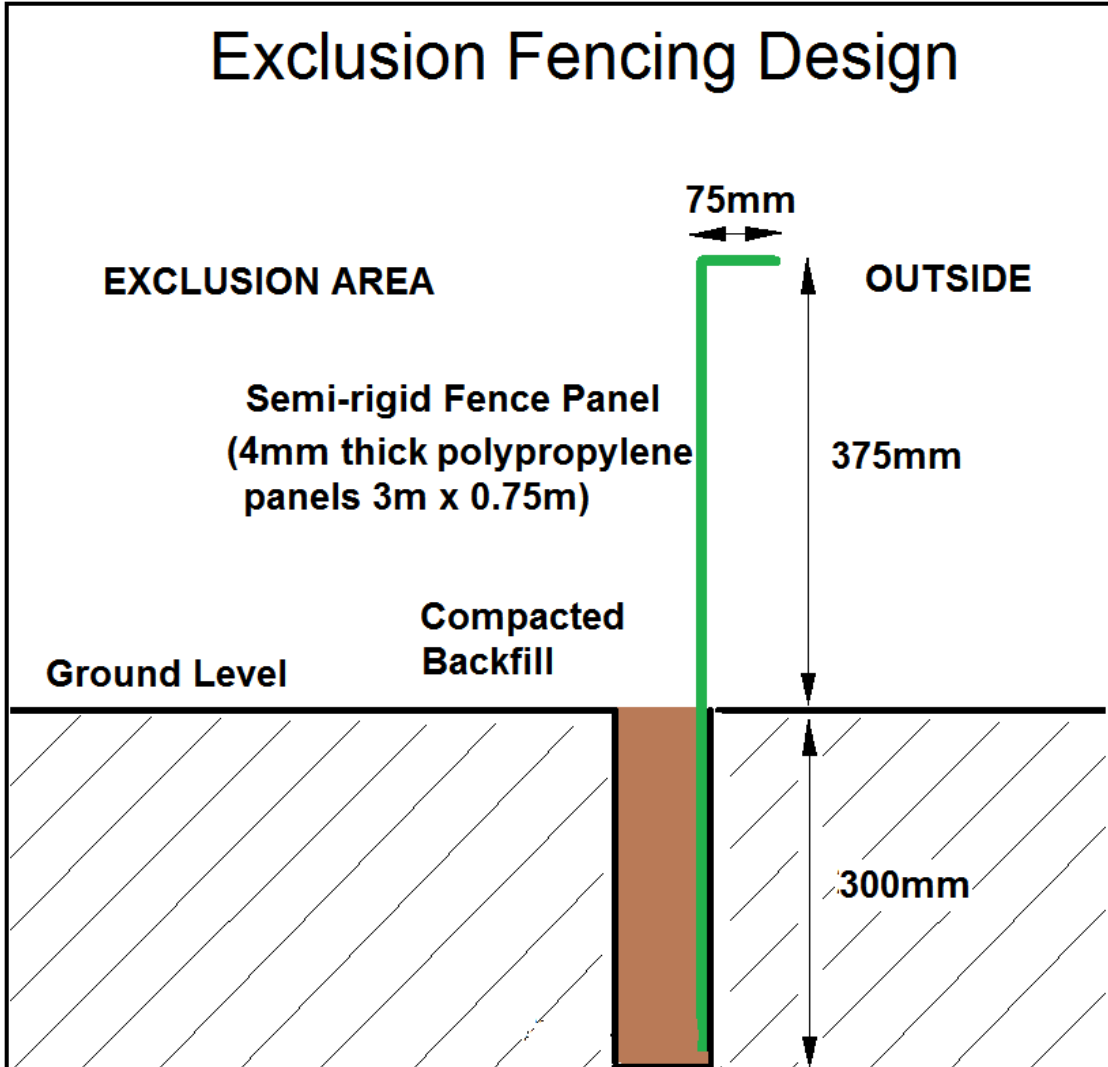 Exclusion Fencing Design
75mm
EXCLUSION AREA
OUTSIDE
Semi-rigid Fence Panel
(4mm thick polypropylene
panels 3m x 0.75m)
375mm
Compacted
Backfill
Ground Level
300mm